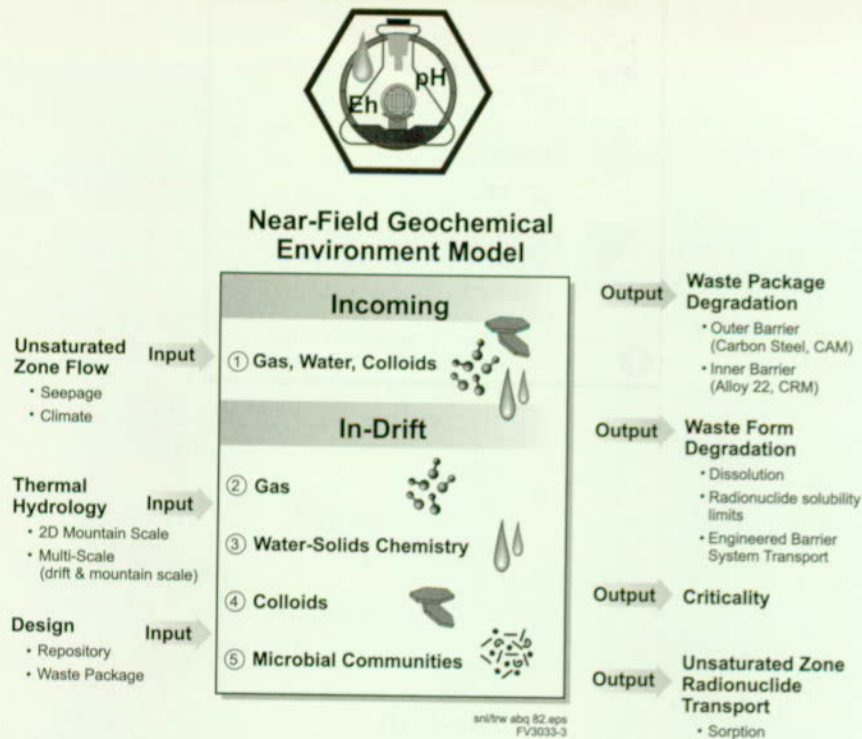 Eh
pH
Near-Field Geochemical
Environment Model
Incoming
① Gas, Water, Colloids
In-Drift
② Gas
③ Water-Solids Chemistry
④ Colloids
⑤ Microbial Communities
Unsaturated
Zone Flow
• Seepage
• Climate
Input
Thermal
Hydrology
• 2D Mountain Scale
• Multi-Scale
(drift & mountain scale)
Input
Design
• Repository
• Waste Package
Input
Output
Waste Package
Degradation
• Outer Barrier
(Carbon Steel, CAM)
• Inner Barrier
(Alloy 22, CRM)
Output
Waste Form
Degradation
• Dissolution
• Radionuclide solubility
limits
• Engineered Barrier
System Transport
Output
Criticality
Output
Unsaturated Zone
Radionuclide
Transport
• Sorption
snl/trw abq 82.eps
FV3033-3